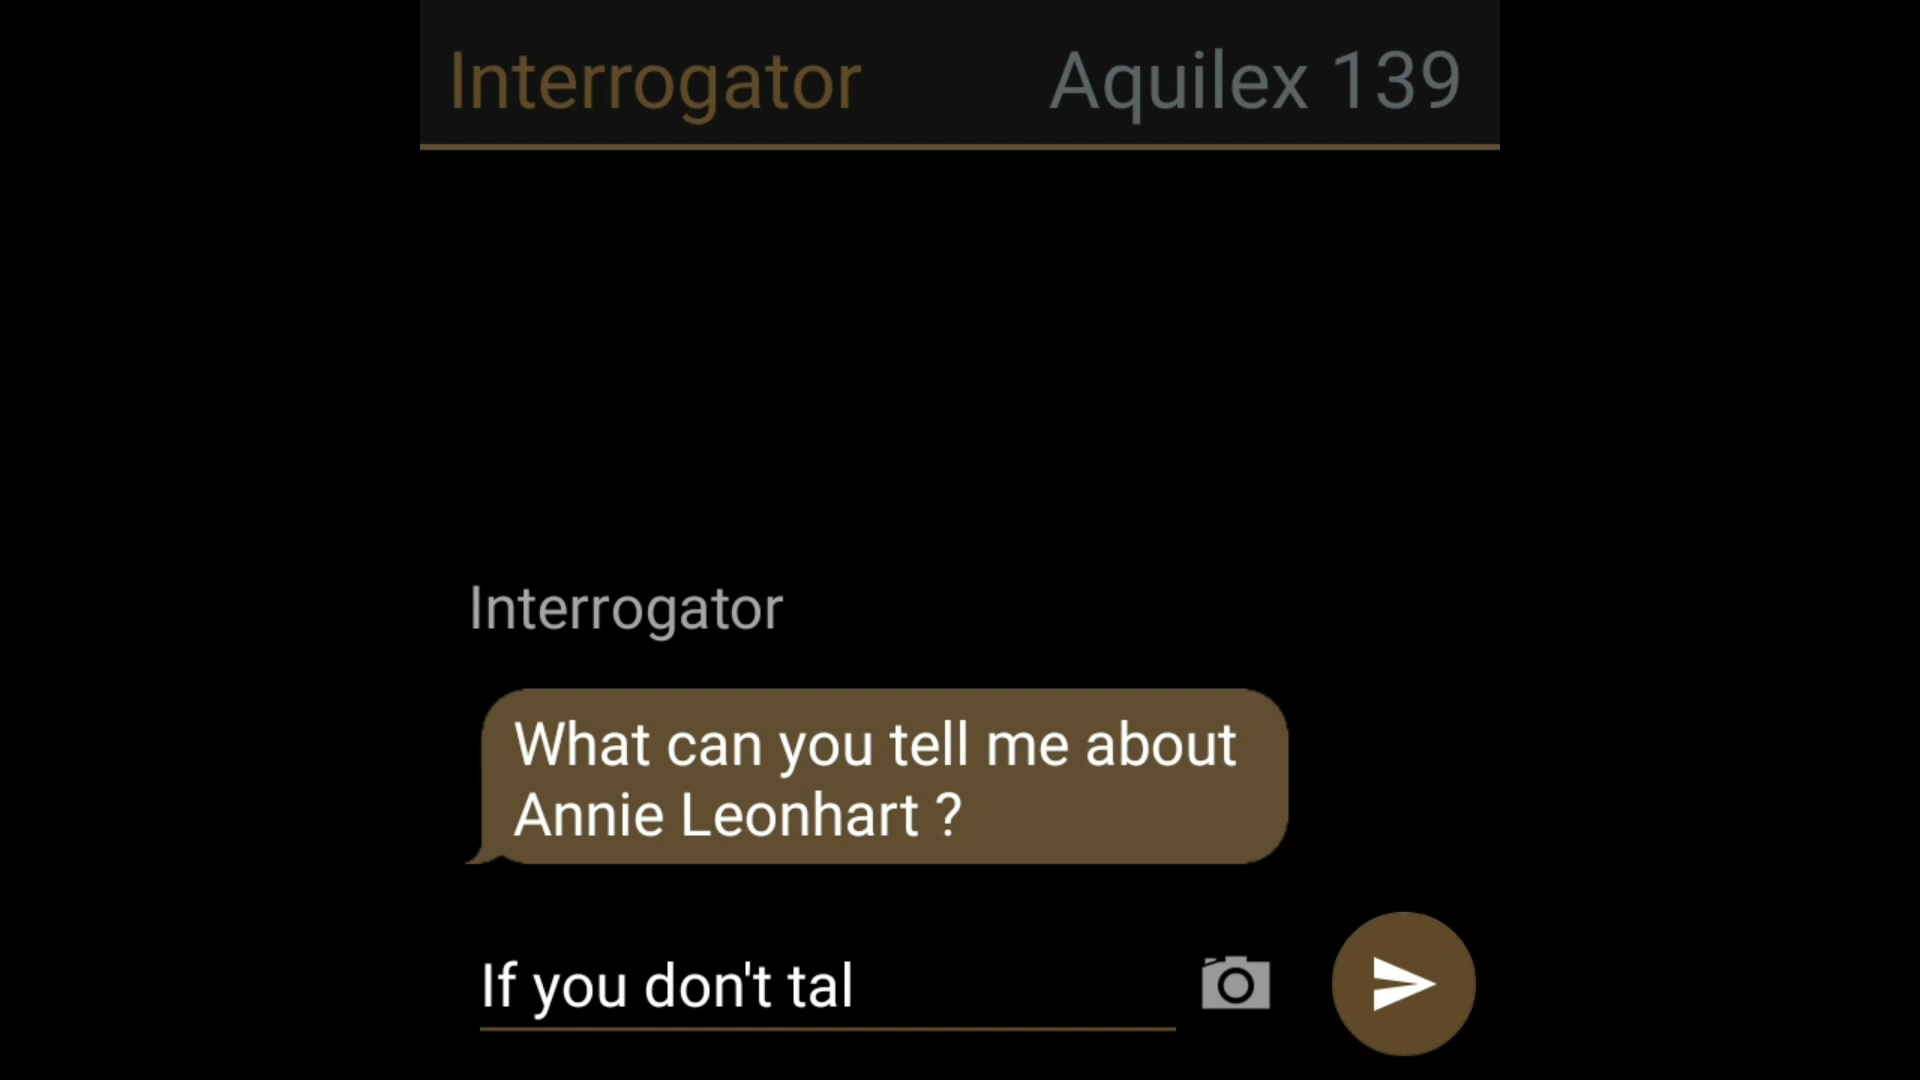 Interrogator Aquilex 139
Interrogator
What can you tell me about
Annie Leonhart ?
If you don't tal